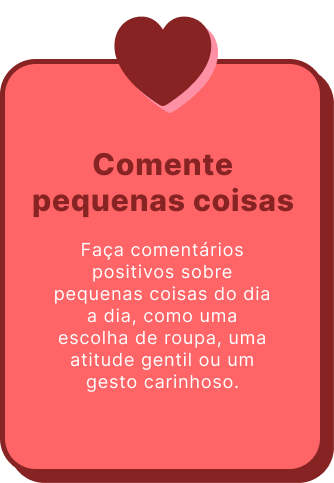 Comente
pequenas coisas
Faça comentários
positivos sobre
pequenas coisas do dia
a dia, como uma
escolha de roupa, uma
atitude gentil ou um
gesto carinhoso.